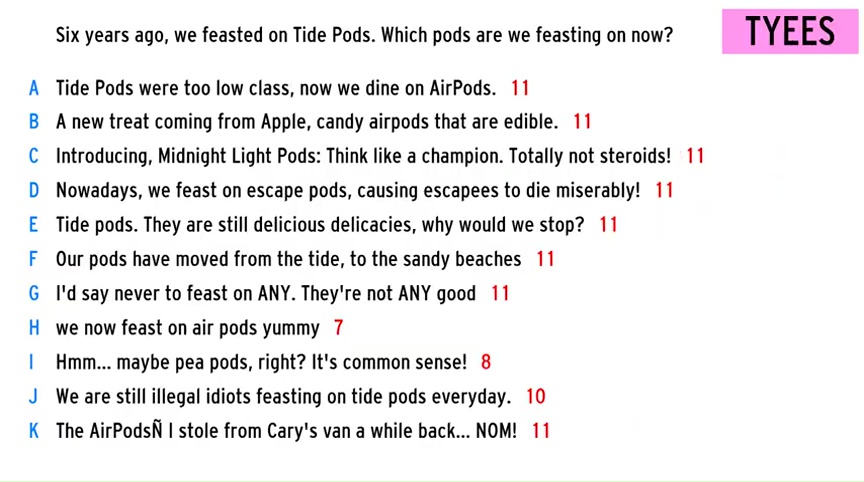 Six years ago, we feasted on Tide Pods. Which pods are we feasting on now?
TYEES
A Tide Pods were too low class, now we dine on AirPods. 11
B A new treat coming from Apple, candy airpods that are edible. 11
C Introducing, Midnight Light Pods: Think like a champion. Totally not steroids! 11
D Nowadays, we feast on escape pods, causing escapees to die miserably! 11
E Tide pods. They are still delicious delicacies, why would we stop? 11
F Our pods have moved from the tide, to the sandy beaches 11
G I'd say never to feast on ANY. They're not ANY good 11
H we now feast on air pods yummy 7
I Hmm... maybe pea pods, right? It's common sense! 8
J We are still illegal idiots feasting on tide pods everyday. 10
K The AirPodsÑ I stole from Cary's van a while back... NOM! 11